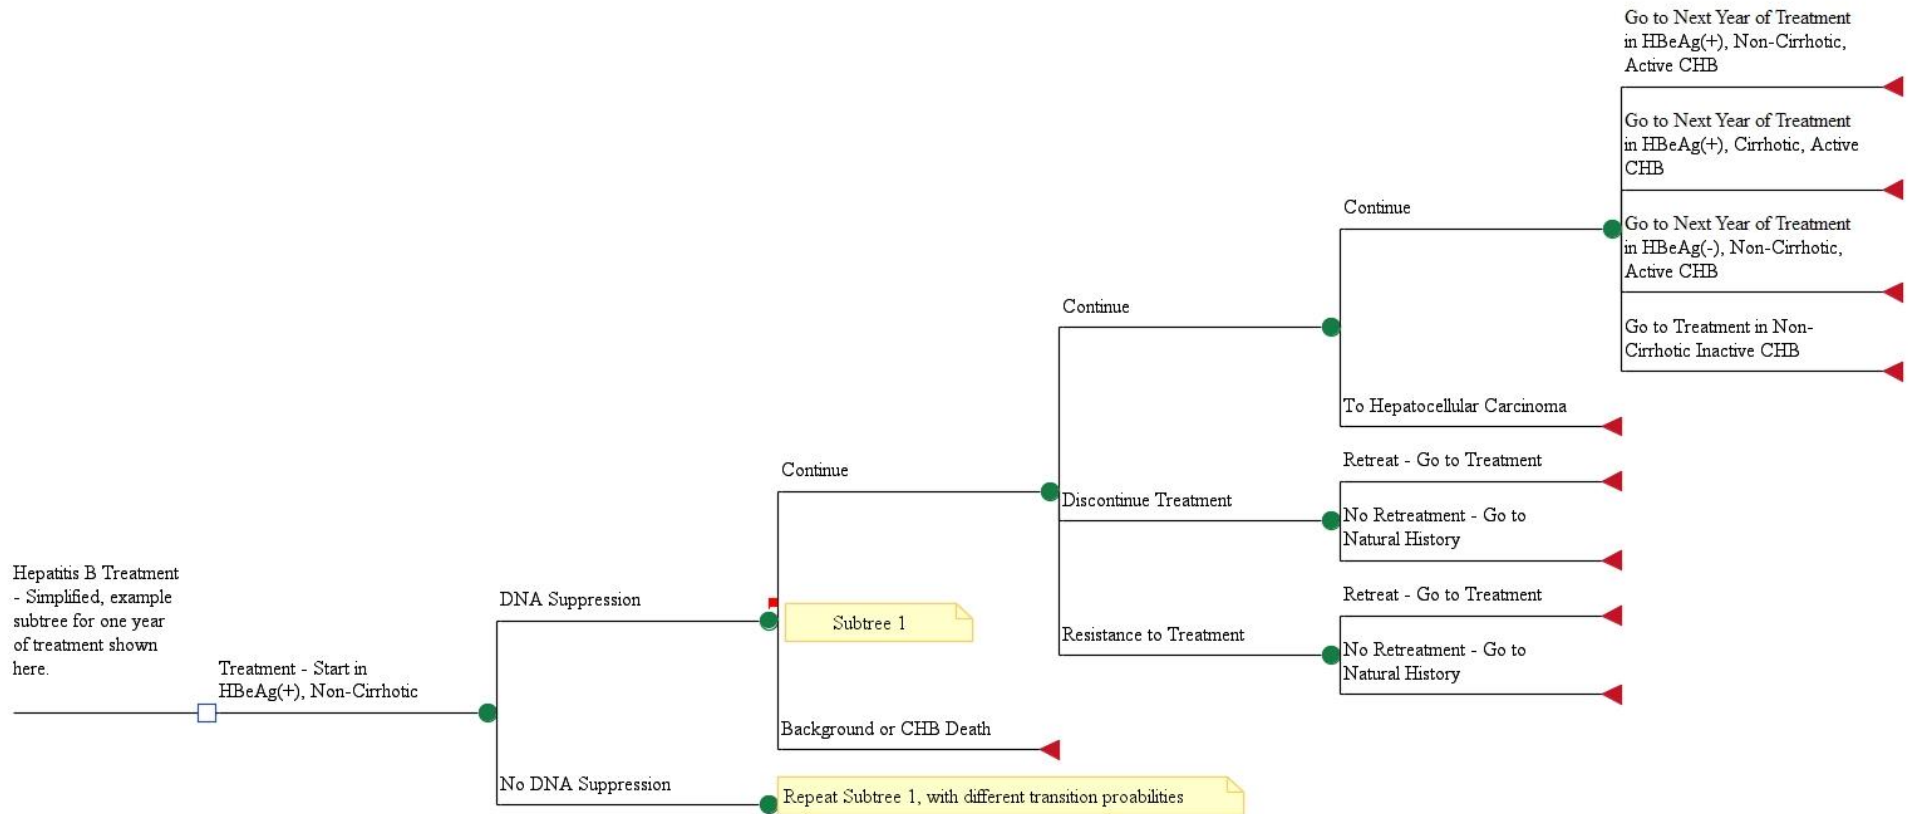 Go to Next Year of Treatment
in HBeAg(+), Non-Cirrhotic,
Active CHB
Go to Next Year of Treatment
in HBeAg(+), Cirrhotic, Active
CHB
Continue
Go to Next Year of Treatment
in HBeAg(-), Non-Cirrhotic,
Active CHB
Continue
Go to Treatment in Non-
Cirrhotic Inactive CHB
To Hepatocellular Carcinoma
Continue
Retreat - Go to Treatment
Discontinue Treatment
No Retreatment - Go to
Natural History
Hepatitis B Treatment
- Simplified, example
subtree for one year
of treatment shown
here.
DNA Suppression
Subtree 1
Retreat - Go to Treatment
Resistance to Treatment
No Retreatment - Go to
Natural History
Treatment - Start in
HBeAg(+), Non-Cirrhotic
Background or CHB Death
No DNA Suppression
Repeat Subtree 1, with different transition proabilities